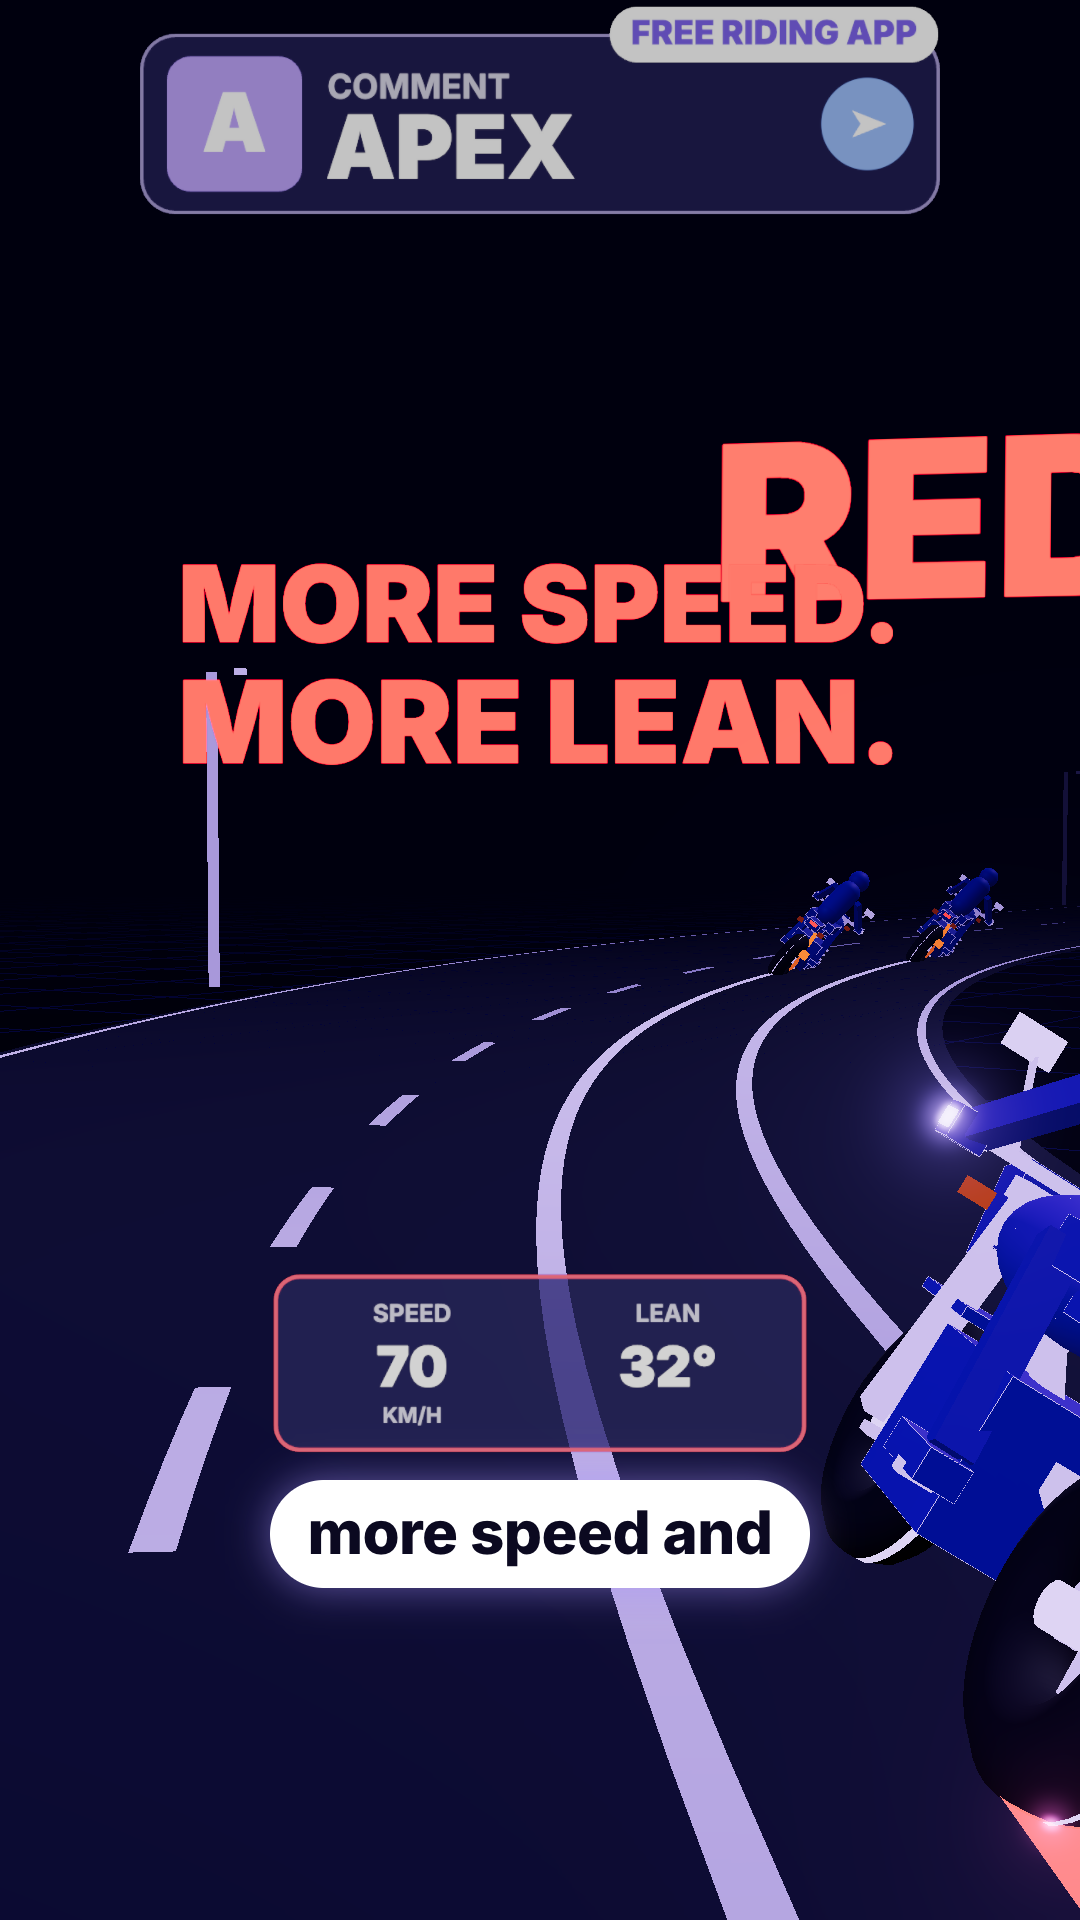 FREE RIDING APP
A
COMMENT
APEX
RED
MORE SPEED.
MORE LEAN.
SPEED
70
KM/H
LEAN
32°
more speed and